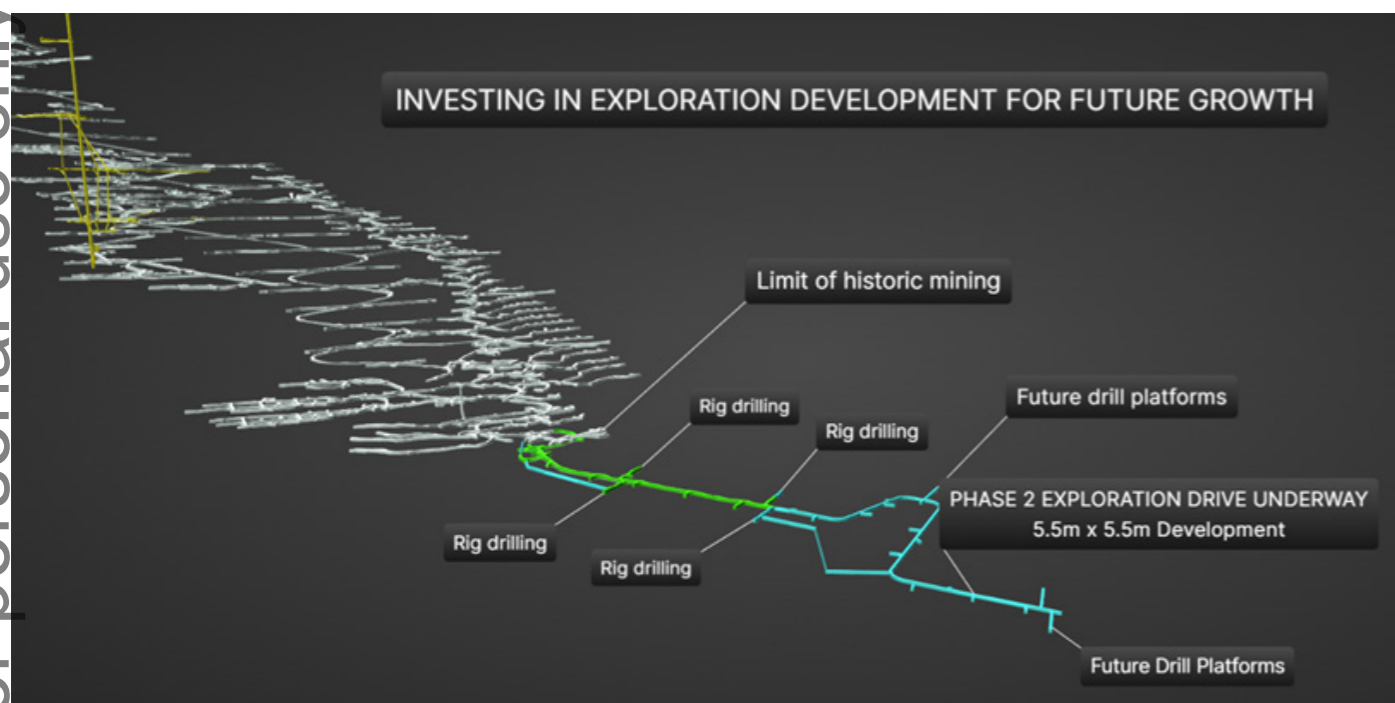 INVESTING IN EXPLORATION DEVELOPMENT FOR FUTURE GROWTH
Limit of historic mining
Rig drilling
Rig drilling
Future drill platforms
PHASE 2 EXPLORATION DRIVE UNDERWAY
5.5m x 5.5m Development
Rig drilling
Rig drilling
Future Drill Platforms